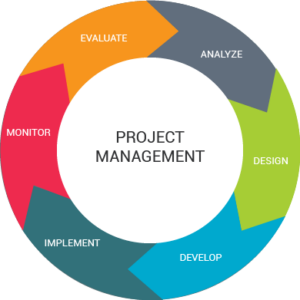 EVALUATE
ANALYZE
MONITOR
PROJECT
MANAGEMENT
DESIGN
IMPLEMENT
DEVELOP